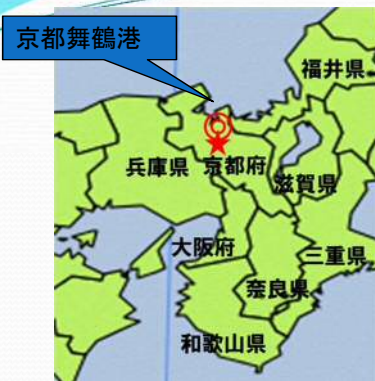 京都舞鶴港
福井県
兵庫県 京都府
滋賀県
大阪府
三重県
奈良県
和歌山県